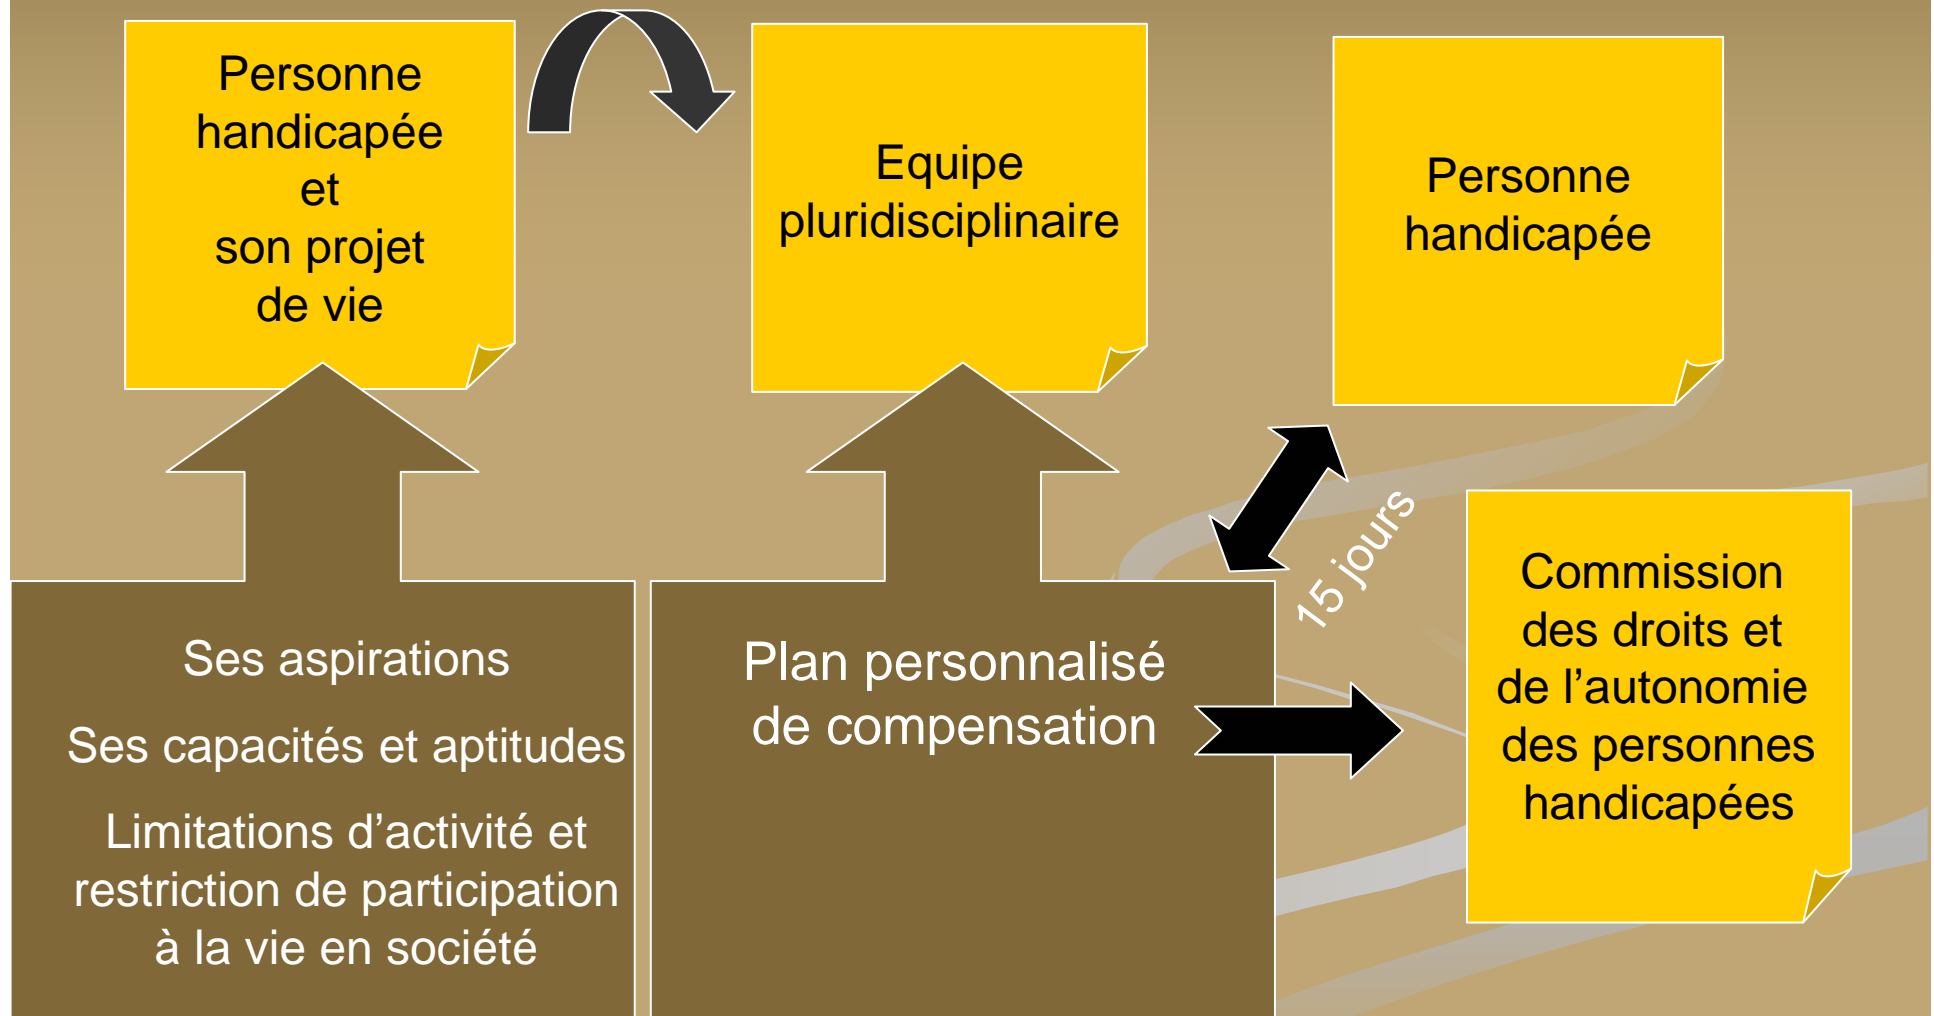 Personne
handicapée
et
son projet
de vie
Equipe
pluridisciplinaire
Personne
handicapée
Ses aspirations
Ses capacités et aptitudes
Limitations d’activité et
restriction de participation
à la vie en société
Plan personnalisé
de compensation
15 jours
Commission
des droits et
de l’autonomie
des personnes
handicapées